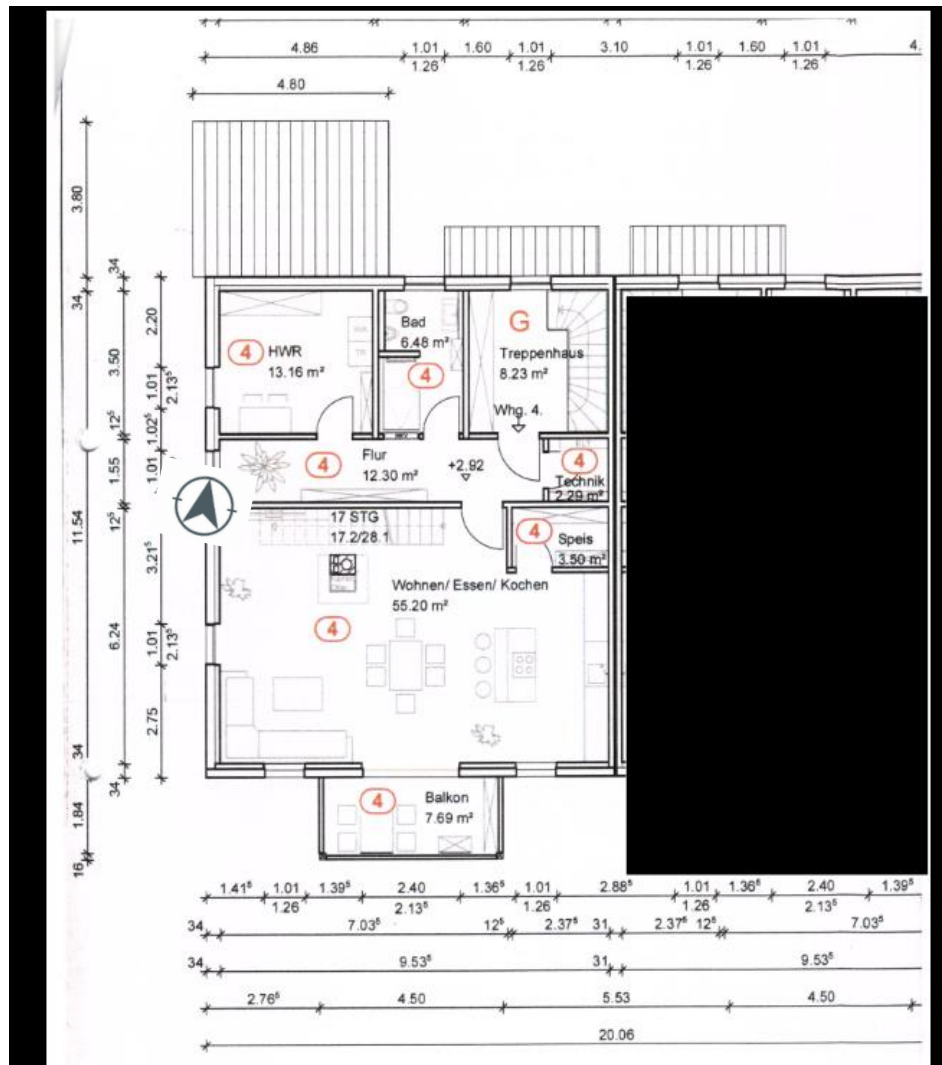 4.86 1.01 1.60 1.01 3.10 1.01 1.60 1.01 4.
1.26 1.26 1.26 1.26
4.80
3.80
34
34
2.20
3.50
1.01
2.13⁵
12⁵
1.02⁵
1.55
1.01
11.54
12⁵
3.21⁵
6.24
1.01
2.13⁵
2.75
34
34
1.84
16
4 HWR
13.16 m²
TR
Bad
6.48 m²
4
G
Treppenhaus
8.23 m²
Whg. 4.
4 Flur
12.30 m²
+2.92
4
Technik
2.29 m²
17 STG
17.2/28.1
4 Speis
3.50 m²
Wohnen/ Essen/ Kochen
55.20 m²
4
4 Balkon
7.69 m²
1.41⁵ 1.01 1.39⁵ 2.40 1.36⁵ 1.01 2.88⁵ 1.01 1.36⁵ 2.40 1.39⁵
1.26 2.13⁵ 1.26 1.26 2.13⁵
34 7.03⁵ 12⁵ 2.37⁵ 31 2.37⁵ 12⁵ 7.03⁵
34 9.53⁵ 31 9.53⁵
2.76⁵ 4.50 5.53 4.50
20.06